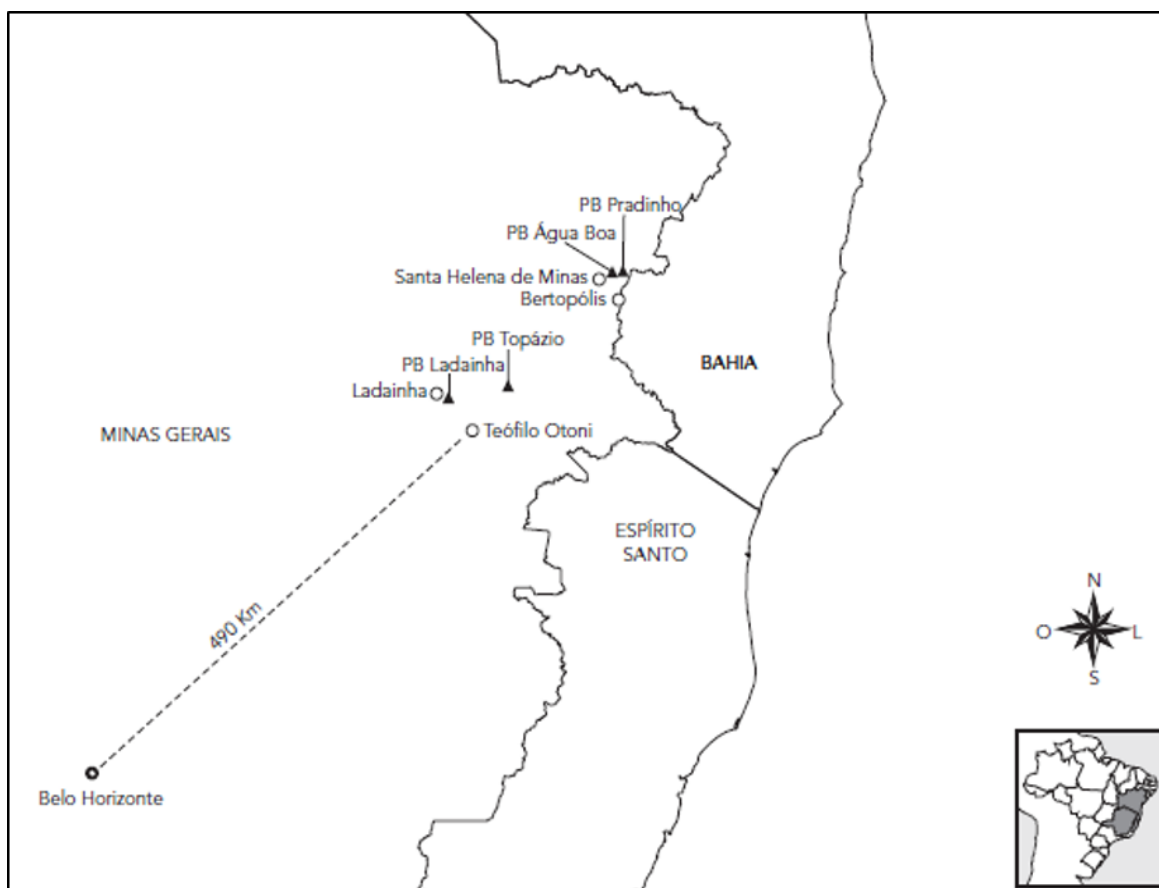 PB Pradinho
PB Água Boa
Santa Helena de Minas
Bertópolis
PB Topázio
PB Ladainha
Ladainha
BAHIA
MINAS GERAIS
Teófilo Otoni
ESPÍRITO
SANTO
490 Km
N
O
L
S
Belo Horizonte